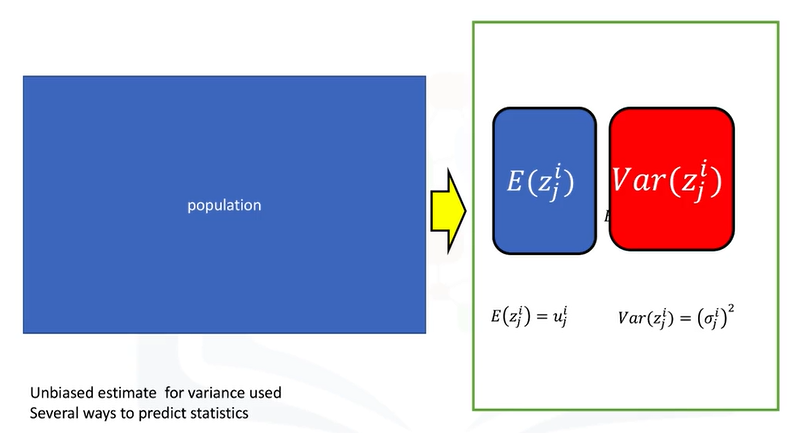 population
E(z_j^i)
Var(z_j^i)
E(z_j^i) = u_j^i
Var(z_j^i) = (σ_j^i)^2
Unbiased estimate for variance used
Several ways to predict statistics